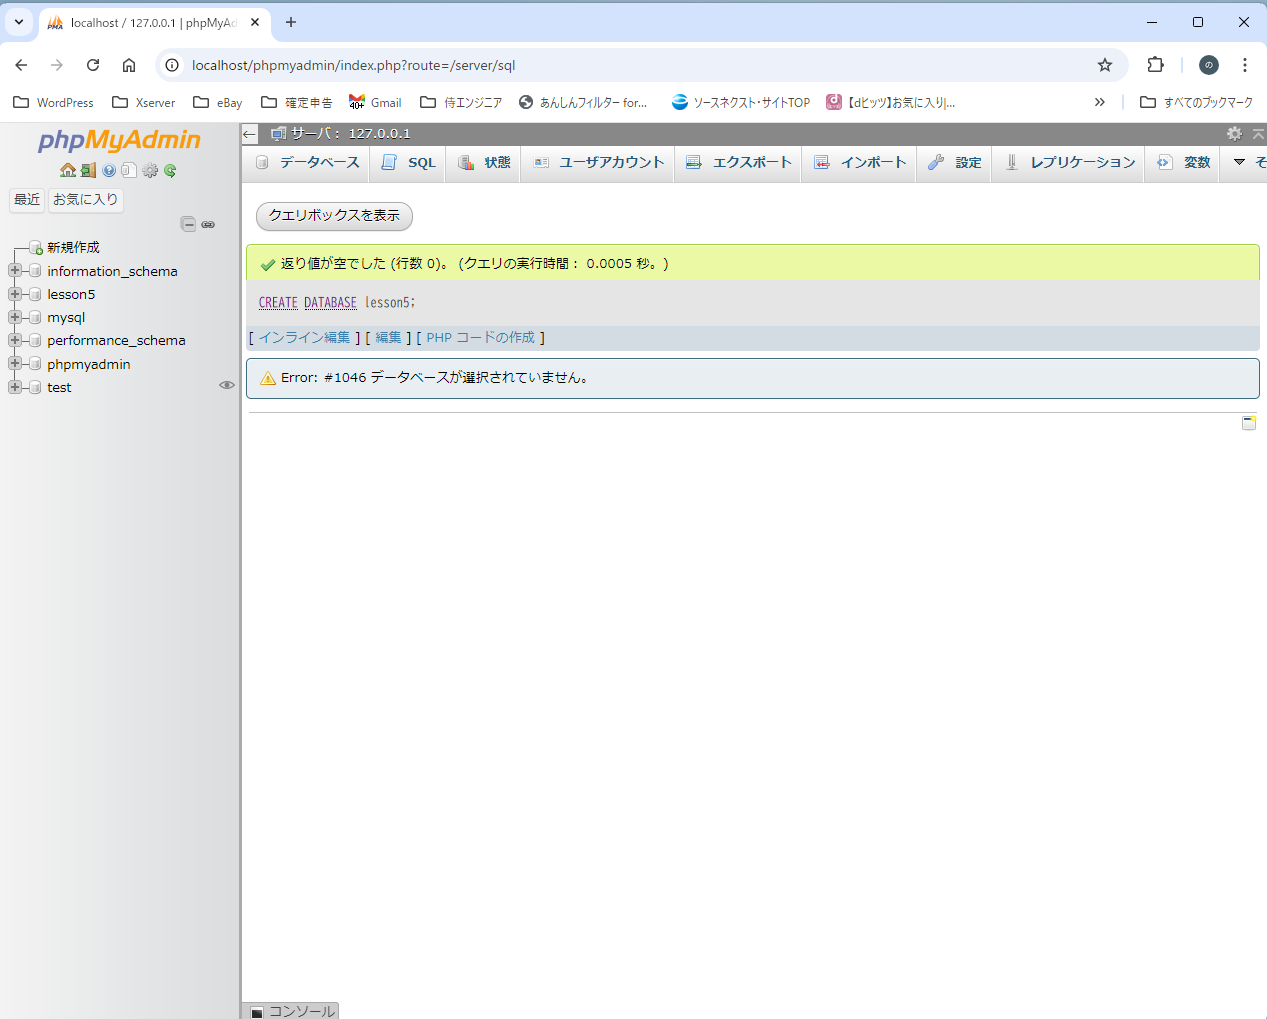 localhost / 127.0.0.1 | phpMyAd
localhost/phpmyadmin/index.php?route=/server/sql
WordPress Xserver eBay 確定申告 Gmail 侍エンジニア あんしんフィルター for... ソースネクスト・サイトTOP 【dヒッツ】お気に入り|... すべてのブックマーク
phpMyAdmin
最近 お気に入り
新規作成
information_schema
lesson5
mysql
performance_schema
phpmyadmin
test
サーバ: 127.0.0.1
データベース SQL 状態 ユーザアカウント エクスポート インポート 設定 レプリケーション 変数 そ
クエリボックスを表示
返り値が空でした (行数 0)。 (クエリの実行時間: 0.0005 秒。)
CREATE DATABASE lesson5;
[ インライン編集 ] [ 編集 ] [ PHP コードの作成 ]
Error: #1046 データベースが選択されていません。
コンソール